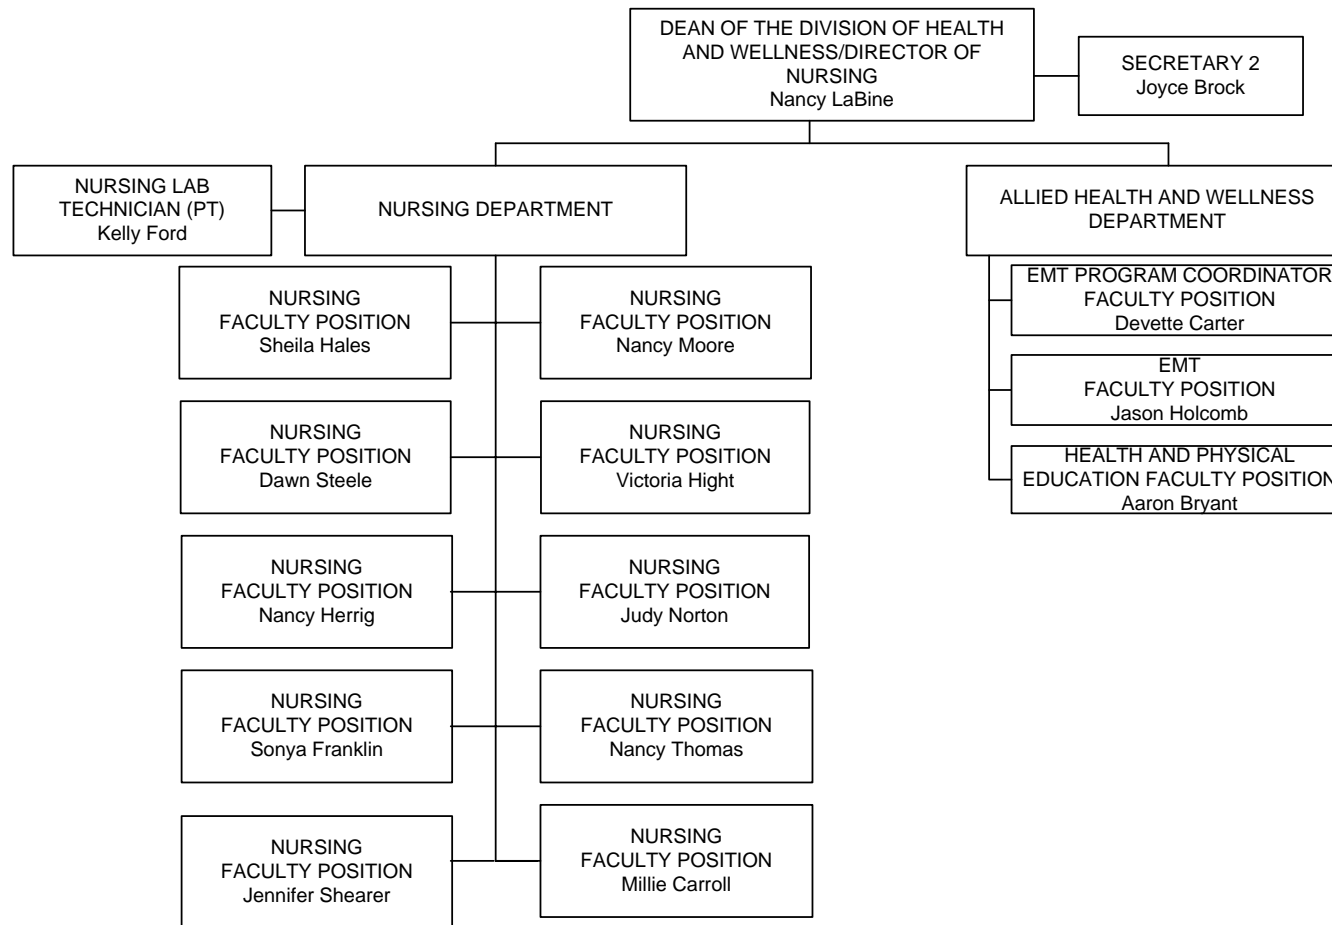 DEAN OF THE DIVISION OF HEALTH
AND WELLNESS/DIRECTOR OF
NURSING
Nancy LaBine
SECRETARY 2
Joyce Brock
NURSING LAB
TECHNICIAN (PT)
Kelly Ford
NURSING DEPARTMENT
ALLIED HEALTH AND WELLNESS
DEPARTMENT
NURSING
FACULTY POSITION
Sheila Hales
NURSING
FACULTY POSITION
Nancy Moore
EMT PROGRAM COORDINATOR
FACULTY POSITION
Devette Carter
EMT
FACULTY POSITION
Jason Holcomb
HEALTH AND PHYSICAL
EDUCATION FACULTY POSITION
Aaron Bryant
NURSING
FACULTY POSITION
Dawn Steele
NURSING
FACULTY POSITION
Victoria Hight
NURSING
FACULTY POSITION
Nancy Herrig
NURSING
FACULTY POSITION
Judy Norton
NURSING
FACULTY POSITION
Sonya Franklin
NURSING
FACULTY POSITION
Nancy Thomas
NURSING
FACULTY POSITION
Jennifer Shearer
NURSING
FACULTY POSITION
Millie Carroll